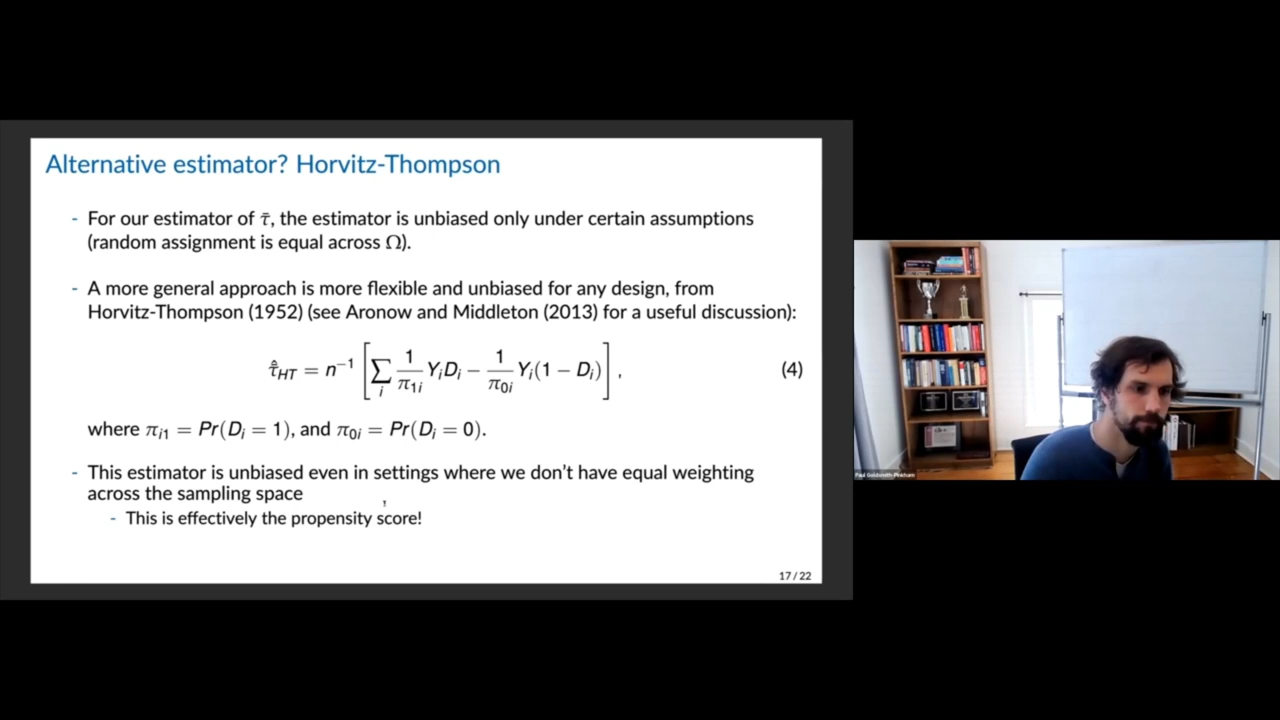 Alternative estimator? Horvitz-Thompson
- For our estimator of τ̄, the estimator is unbiased only under certain assumptions
(random assignment is equal across Ω).
- A more general approach is more flexible and unbiased for any design, from
Horvitz-Thompson (1952) (see Aronow and Middleton (2013) for a useful discussion):
τ̄̂_HT = n⁻¹ [∑_i 1/π_1i Y_i D_i − 1/π_0i Y_i(1 − D_i)], (4)
where π_i1 = Pr(D_i = 1), and π_0i = Pr(D_i = 0).
- This estimator is unbiased even in settings where we don't have equal weighting
across the sampling space
- This is effectively the propensity score!
17 / 22
Paul Goldsmith-Pinkham